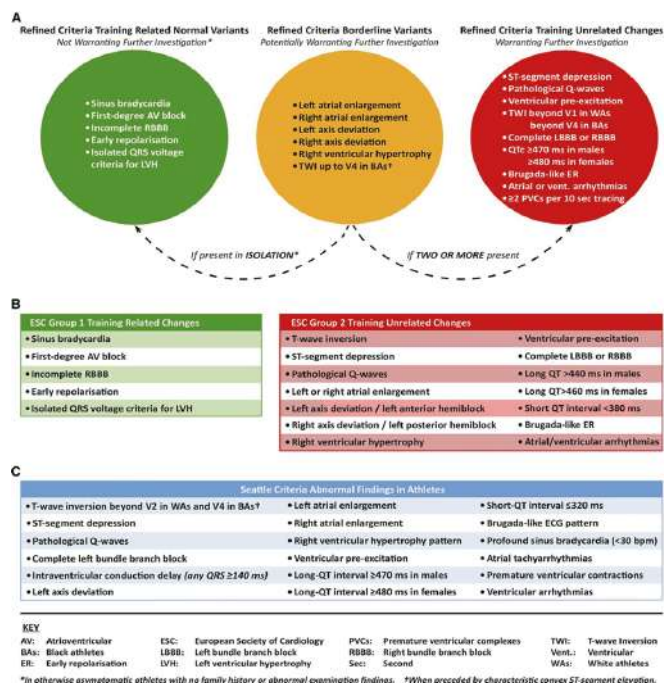 A
Refined Criteria Training Related Normal Variants
Not Warranting Further Investigation*
Refined Criteria Borderline Variants
Potentially Warranting Further Investigation
Refined Criteria Training Unrelated Changes
Warranting Further Investigation
•Sinus bradycardia
•First-degree AV block
•Incomplete RBBB
•Early repolarisation
•Isolated QRS voltage
criteria for LVH
•Left atrial enlargement
•Right atrial enlargement
•Left axis deviation
•Right axis deviation
•Right ventricular hypertrophy
•TWI up to V4 in BAs†
•ST-segment depression
•Pathological Q-waves
•Ventricular pre-excitation
•TWI beyond V1 in WAs
beyond V4 in BAs
•Complete LBBB or RBBB
•QTc ≥470 ms in males
≥480 ms in females
•Brugada-like ER
•Atrial or vent. arrhythmias
•≥2 PVCs per 10 sec tracing
If present in ISOLATION*
If TWO OR MORE present
B
ESC Group 1 Training Related Changes
•Sinus bradycardia
•First-degree AV block
•Incomplete RBBB
•Early repolarisation
•Isolated QRS voltage criteria for LVH
ESC Group 2 Training Unrelated Changes
•T-wave inversion
•ST-segment depression
•Pathological Q-waves
•Left or right atrial enlargement
•Left axis deviation / left anterior hemiblock
•Right axis deviation / left posterior hemiblock
•Right ventricular hypertrophy
•Ventricular pre-excitation
•Complete LBBB or RBBB
•Long QT >440 ms in males
•Long QT>460 ms in females
•Short QT interval <380 ms
•Brugada-like ER
•Atrial/ventricular arrhythmias
C
Seattle Criteria Abnormal Findings in Athletes
•T-wave inversion beyond V2 in WAs and V4 in BAs†
•ST-segment depression
•Pathological Q-waves
•Complete left bundle branch block
•Intraventricular conduction delay (any QRS ≥140 ms)
•Left axis deviation
•Left atrial enlargement
•Right atrial enlargement
•Right ventricular hypertrophy pattern
•Ventricular pre-excitation
•Long-QT interval ≥470 ms in males
•Long-QT interval ≥480 ms in females
•Short-QT interval ≤320 ms
•Brugada-like ECG pattern
•Profound sinus bradycardia (<30 bpm)
•Atrial tachyarrhythmias
•Premature ventricular contractions
•Ventricular arrhythmias
KEY
AV: Atrioventricular ESC: European Society of Cardiology PVCs: Premature ventricular complexes TWI: T-wave Inversion
BAs: Black athletes LBBB: Left bundle branch block RBBB: Right bundle branch block Vent.: Ventricular
ER: Early repolarisation LVH: Left ventricular hypertrophy Sec: Second WAs: White athletes
*In otherwise asymptomatic athletes with no family history or abnormal examination findings. †When preceded by characteristic convex ST-segment elevation.